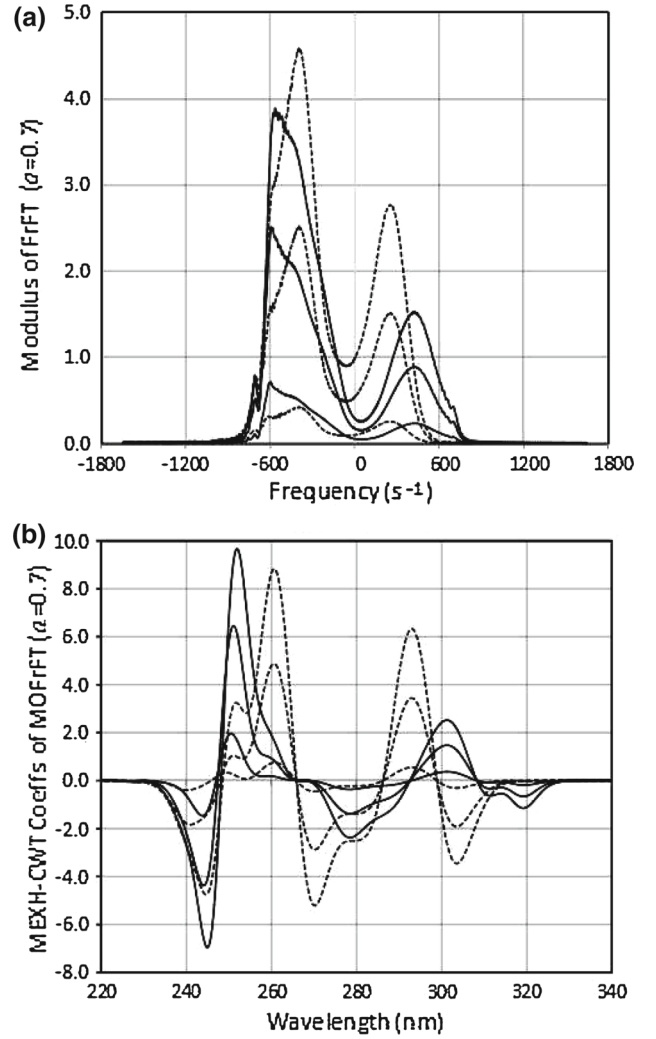 (a)
5.0
4.0
3.0
2.0
1.0
0.0
Modulus of FrFT (a=0.7)
-1800 -1200 -600 0 600 1200 1800
Frequency (s-1)
(b)
10.0
8.0
6.0
4.0
2.0
0.0
-2.0
-4.0
-6.0
-8.0
MEXH-CWT Coeffs of MOFrFT (a=0.7)
220 240 260 280 300 320 340
Wavelength (nm)